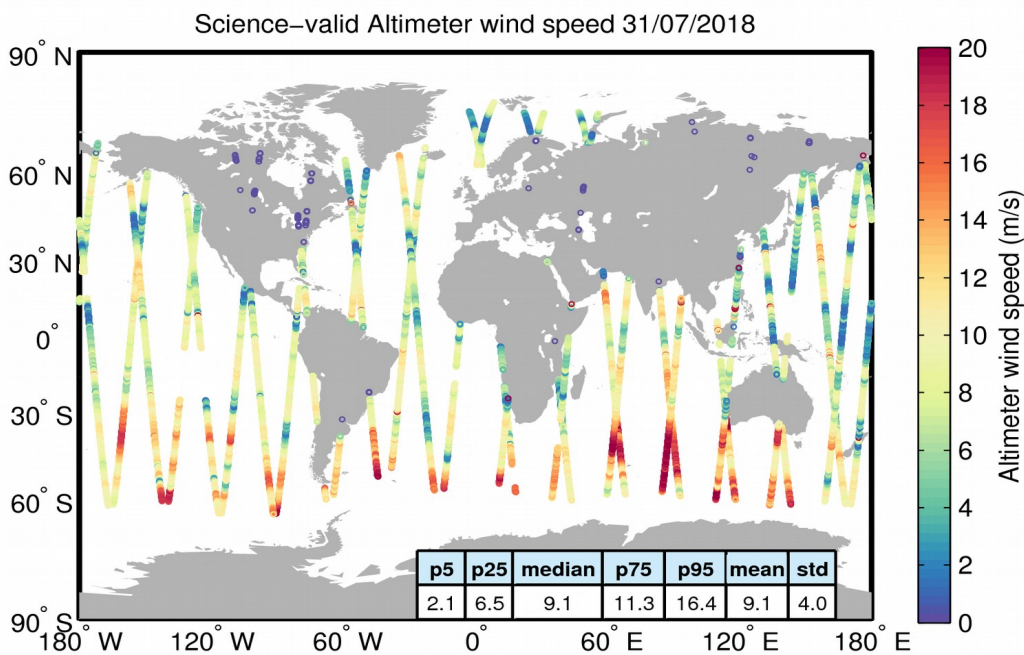 Science−valid Altimeter wind speed 31/07/2018
90° N
60° N
30° N
0°
30° S
60° S
90° S
180° W 120° W 60° W 0° 60° E 120° E 180° E
p5 p25 median p75 p95 mean std
2.1 6.5 9.1 11.3 16.4 9.1 4.0
20
18
16
14
12
10
8
6
4
2
0
Altimeter wind speed (m/s)